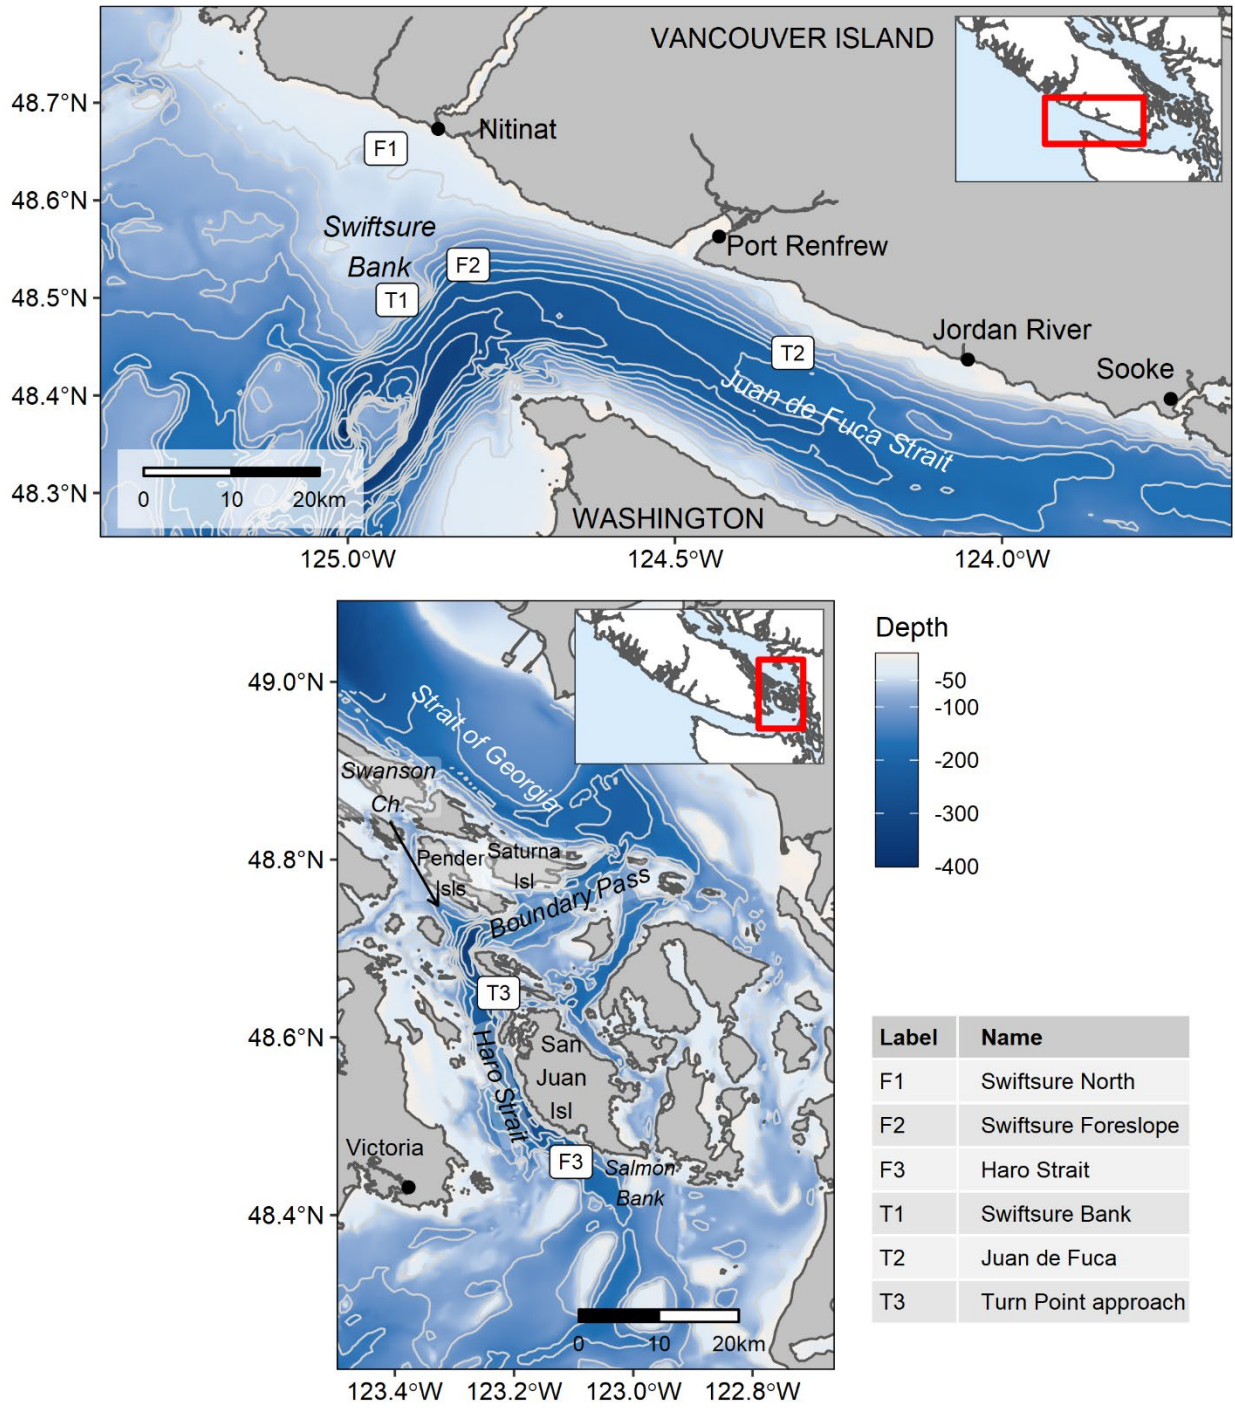 VANCOUVER ISLAND
48.7°N
Nitinat
F1
48.6°N
Swiftsure
Bank
Port Renfrew
F2
48.5°N
T1
Jordan River
T2
Sooke
48.4°N
Juan de Fuca Strait
48.3°N
0 10 20km
WASHINGTON
125.0°W 124.5°W 124.0°W
Depth
-50
-100
-200
-300
-400
49.0°N
Strait of Georgia
Swanson
Ch.
48.8°N
Pender
Isls
Saturna
Isl
Boundary Pass
T3
48.6°N
Haro Strait
San
Juan
Isl
Victoria
F3
Salmon
Bank
48.4°N
0 10 20km
123.4°W 123.2°W 123.0°W 122.8°W
Label Name
F1 Swiftsure North
F2 Swiftsure Foreslope
F3 Haro Strait
T1 Swiftsure Bank
T2 Juan de Fuca
T3 Turn Point approach